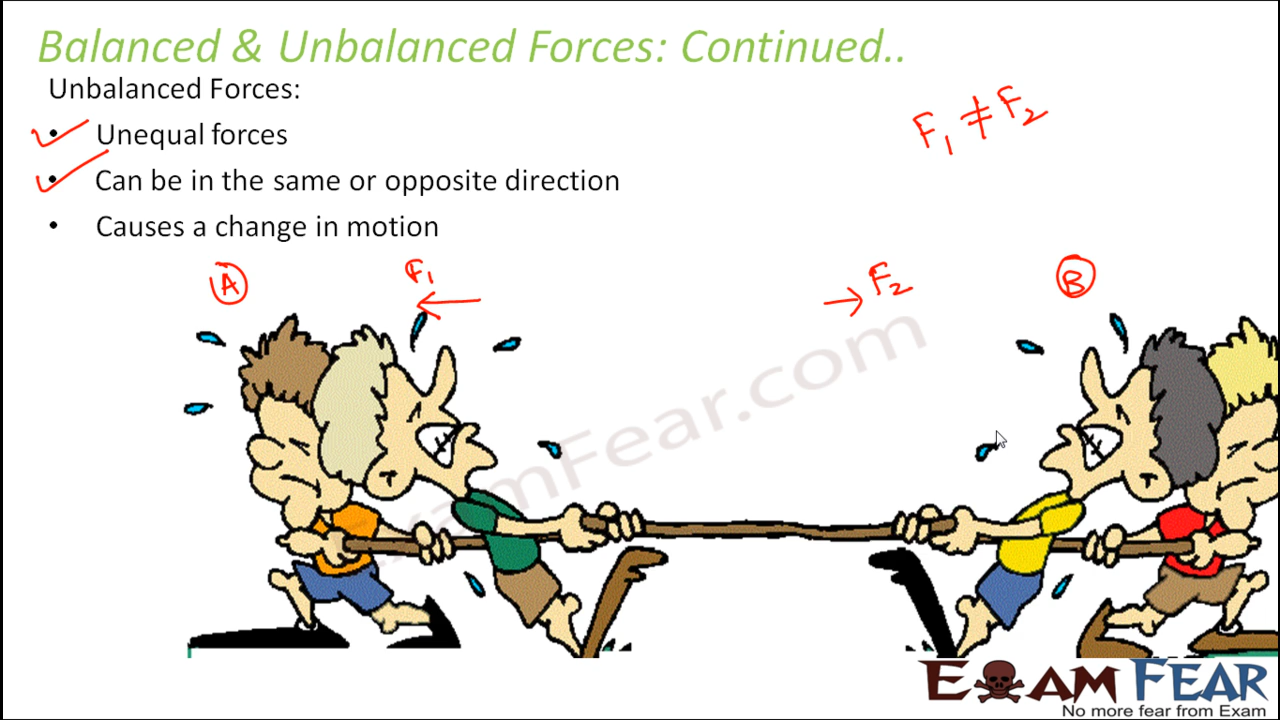 Balanced & Unbalanced Forces: Continued..
Unbalanced Forces:
• Unequal forces
F₁ ≠ F₂
• Can be in the same or opposite direction
• Causes a change in motion
A
F₁
F₂
B
ExamFear.com
EXAM FEAR
No more fear from Exam